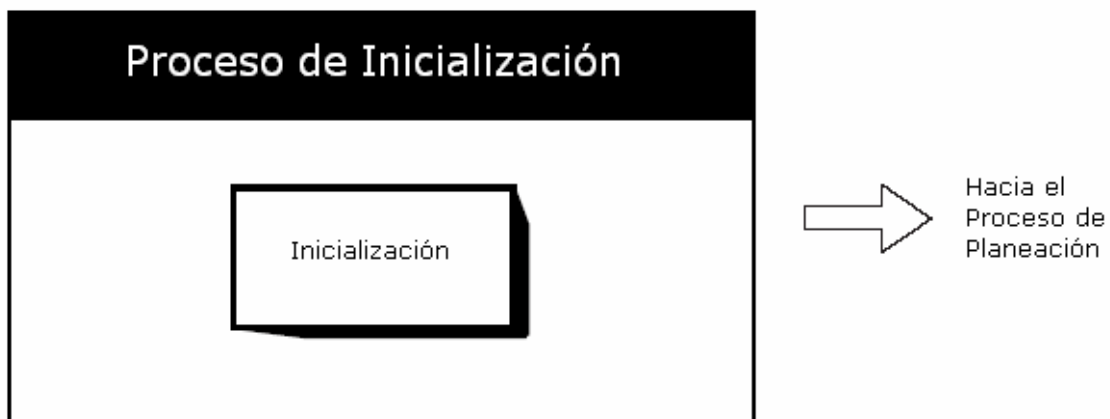 Proceso de Inicialización
Inicialización
Hacia el
Proceso de
Planeación